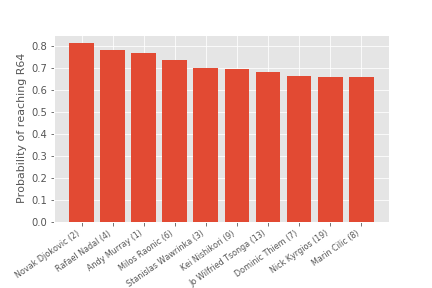 Probability of reaching R64
0.8
0.7
0.6
0.5
0.4
0.3
0.2
0.1
0.0
Novak Djokovic (2)
Rafael Nadal (4)
Andy Murray (1)
Milos Raonic (6)
Stanislas Wawrinka (3)
Kei Nishikori (9)
Jo Wilfried Tsonga (13)
Dominic Thiem (7)
Nick Kyrgios (19)
Marin Cilic (8)